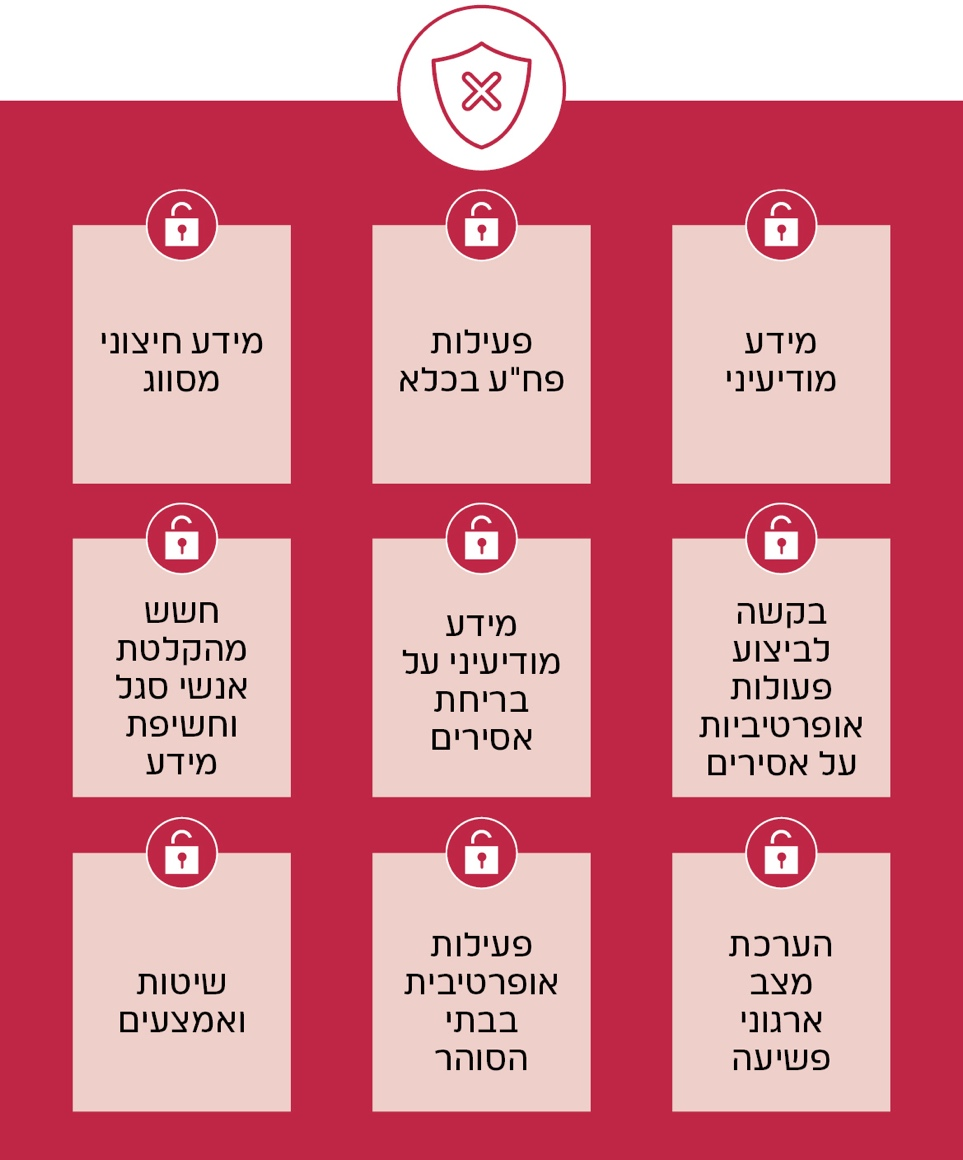 מידע
מודיעיני
פעילות
פח"ע בכלא
מידע חיצוני
מסווג
בקשה
לביצוע
פעולות
אופרטיביות
על אסירים
מידע
מודיעיני על
בריחת
אסירים
חשש
מהקלטת
אנשי סגל
וחשיפת
מידע
הערכת
מצב
ארגוני
פשיעה
פעילות
אופרטיבית
בבתי
הסוהר
שיטות
ואמצעים